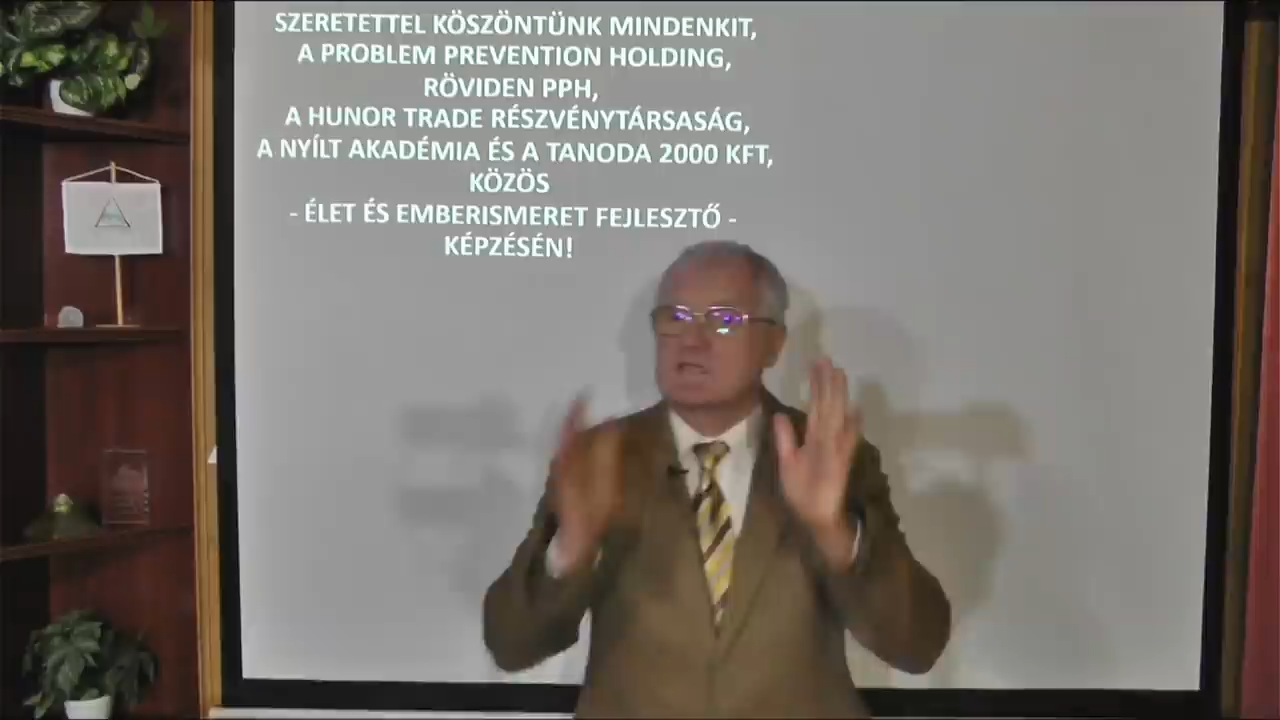 SZERETETTEL KÖSZÖNTÜNK MINDENKIT,
A PROBLEM PREVENTION HOLDING,
RÖVIDEN PPH,
A HUNOR TRADE RÉSZVÉNYTÁRSASÁG,
A NYÍLT AKADÉMIA ÉS A TANODA 2000 KFT,
KÖZÖS
- ÉLET ÉS EMBERISMERET FEJLESZTŐ -
KÉPZÉSÉN!